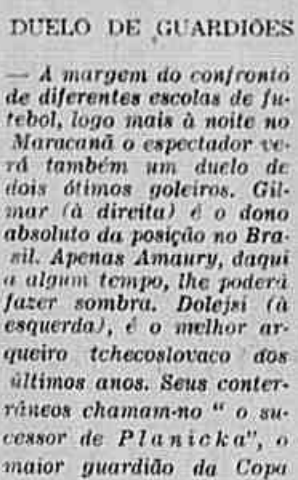 DUELO DE GUARDIÕES
— A margem do confronto
de diferentes escolas de fu-
tebol, logo mais à noite no
Maracanã o espectador ve-
rá também um duelo de
dois ótimos goleiros. Gil-
mar (à direita) é o dono
absoluto da posição no Bra-
sil. Apenas Amaury, daqui
a algum tempo, lhe poderá
fazer sombra. Dolejsi (à
esquerda), é o melhor ar-
queiro tchecoslovaco dos
últimos anos. Seus conter-
râneos chamam-no " o su-
cessor de Planicka", o
maior guardião da Copa